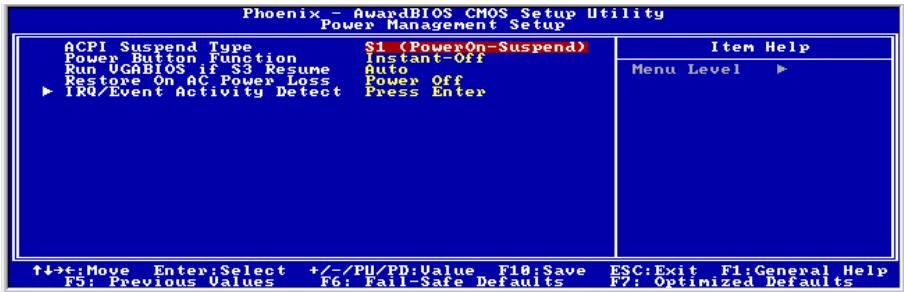 Phoenix - AwardBIOS CMOS Setup Utility
Power Management Setup
ACPI Suspend Type S1 (PowerOn-Suspend)
Power Button Function Instant-Off
Run VGABIOS if S3 Resume Auto
Restore On AC Power Loss Power Off
► IRQ/Event Activity Detect Press Enter
Item Help
Menu Level ►
↑↓→←:Move Enter:Select +/-/PU/PD:Value F10:Save ESC:Exit F1:General Help
F5: Previous Values F6: Fail-Safe Defaults F7: Optimized Defaults